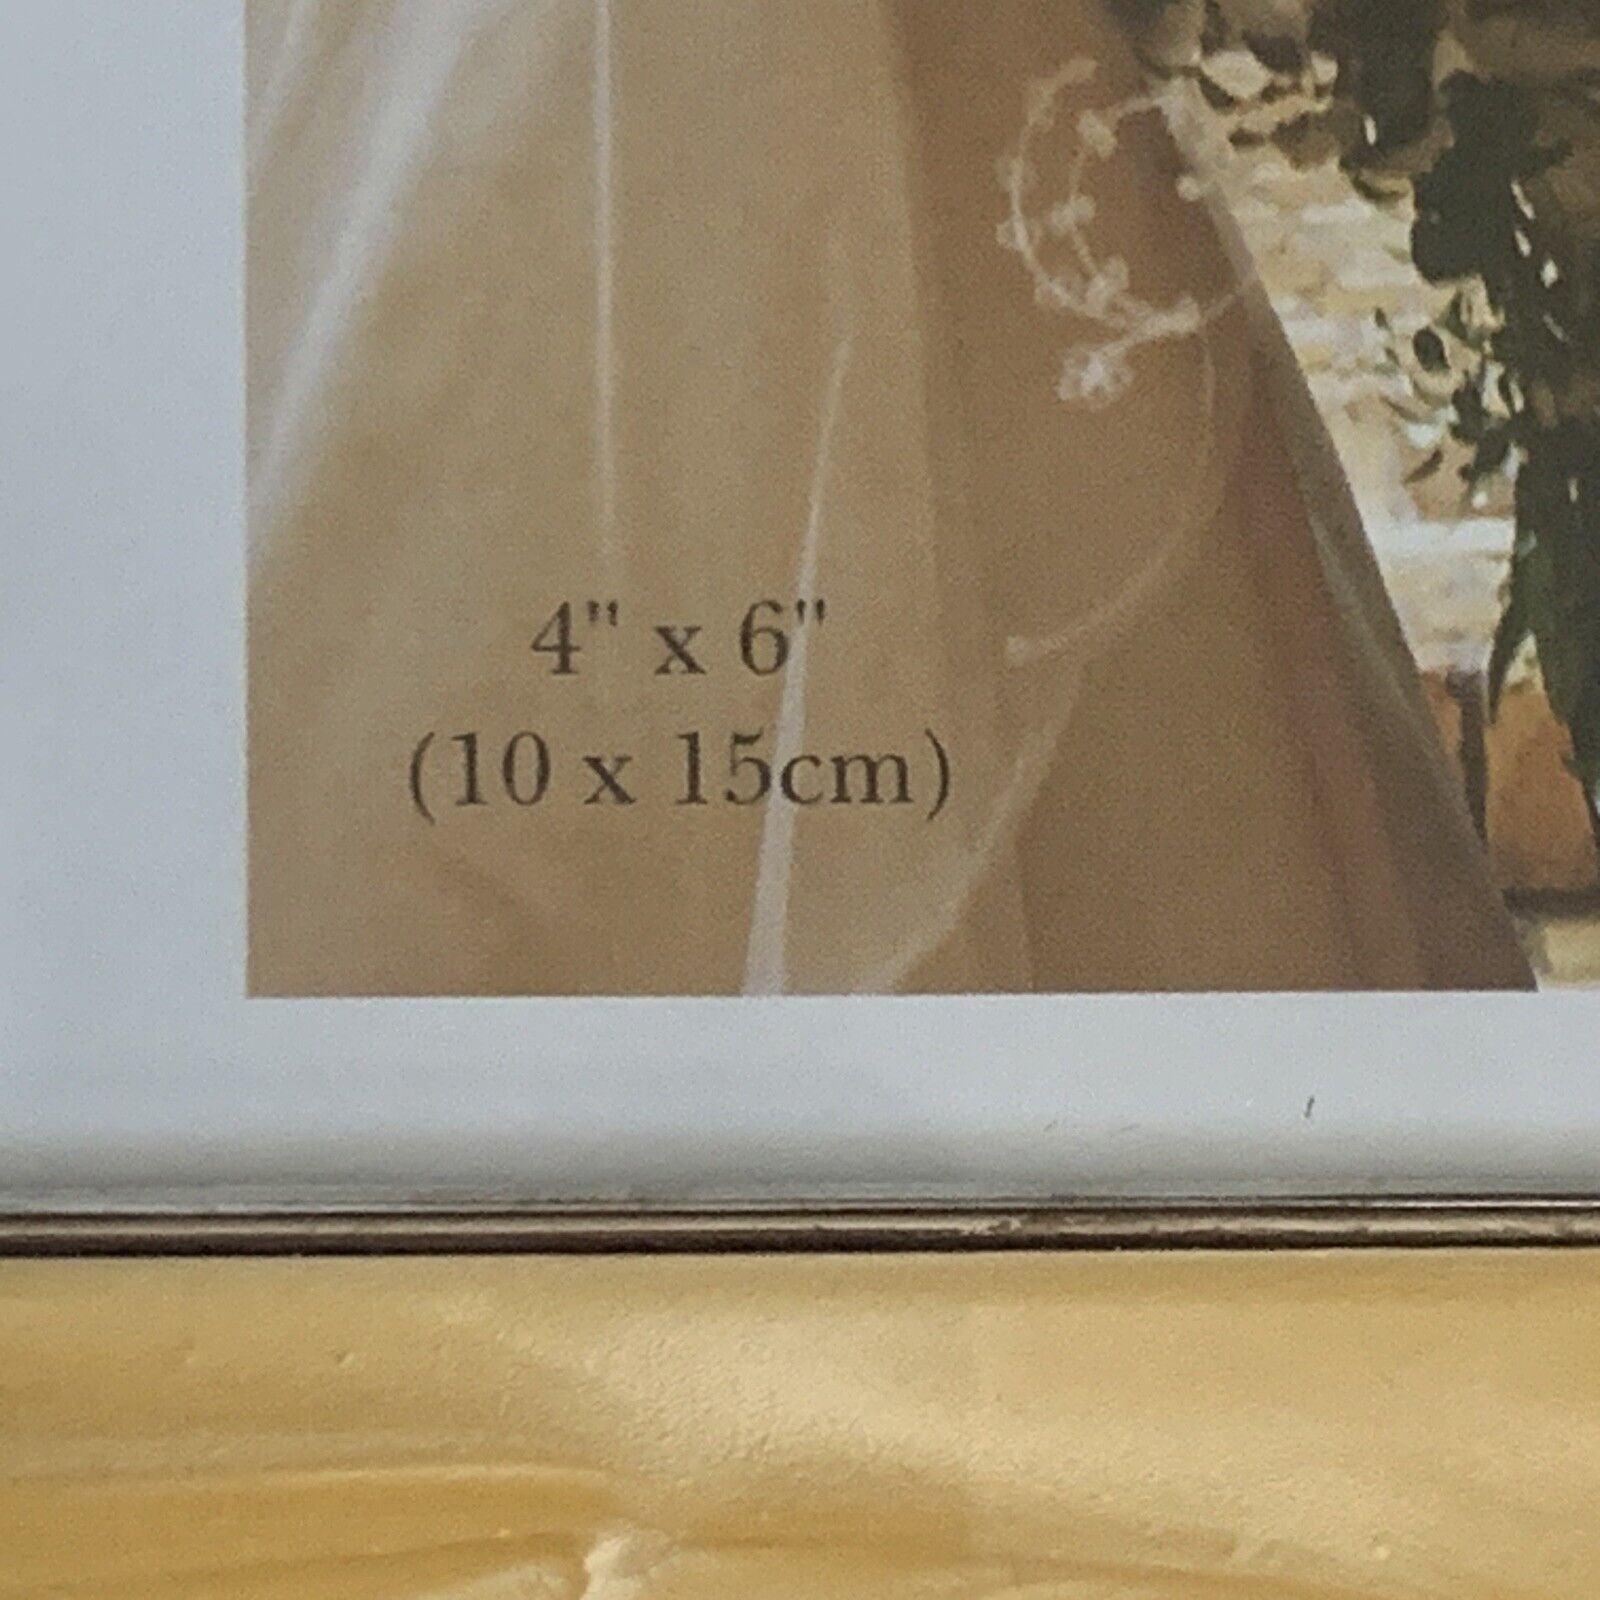 4" x 6"
(10 x 15cm)